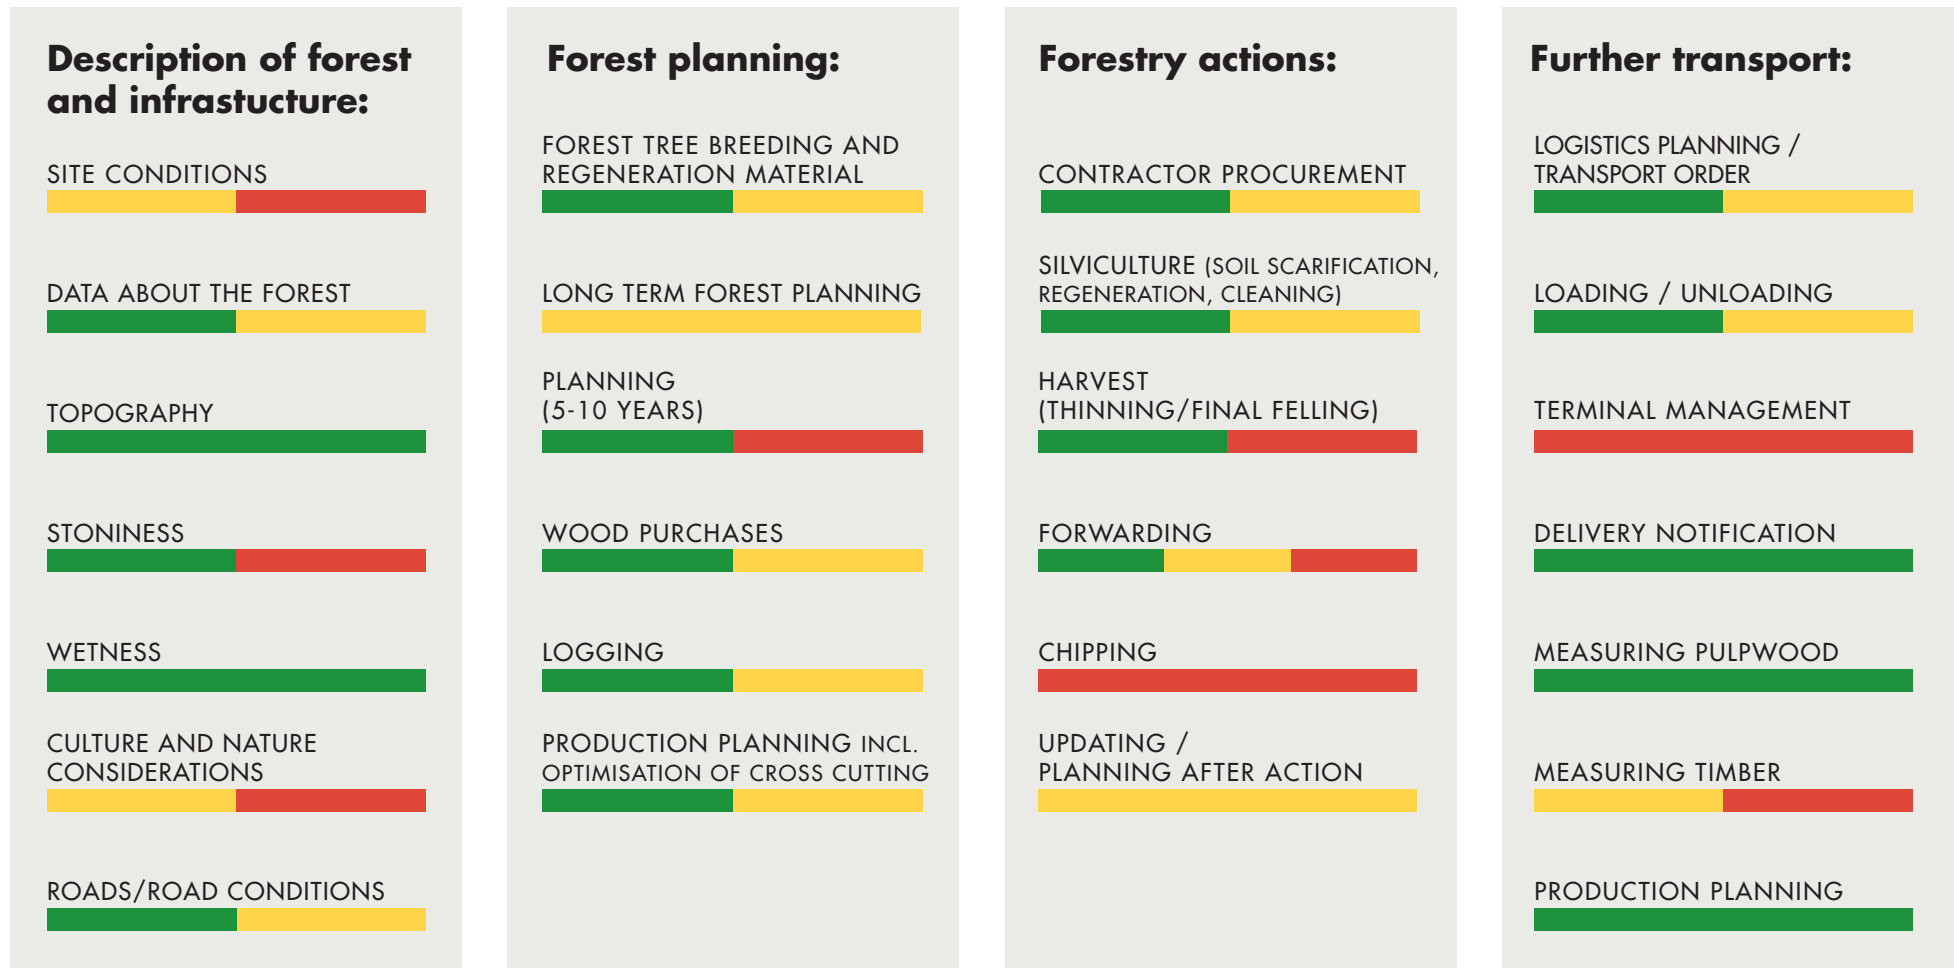 Description of forest
and infrastucture:
SITE CONDITIONS
DATA ABOUT THE FOREST
TOPOGRAPHY
STONINESS
WETNESS
CULTURE AND NATURE
CONSIDERATIONS
ROADS/ROAD CONDITIONS
Forest planning:
FOREST TREE BREEDING AND
REGENERATION MATERIAL
LONG TERM FOREST PLANNING
PLANNING
(5-10 YEARS)
WOOD PURCHASES
LOGGING
PRODUCTION PLANNING INCL.
OPTIMISATION OF CROSS CUTTING
Forestry actions:
CONTRACTOR PROCUREMENT
SILVICULTURE (SOIL SCARIFICATION,
REGENERATION, CLEANING)
HARVEST
(THINNING/FINAL FELLING)
FORWARDING
CHIPPING
UPDATING /
PLANNING AFTER ACTION
Further transport:
LOGISTICS PLANNING /
TRANSPORT ORDER
LOADING / UNLOADING
TERMINAL MANAGEMENT
DELIVERY NOTIFICATION
MEASURING PULPWOOD
MEASURING TIMBER
PRODUCTION PLANNING